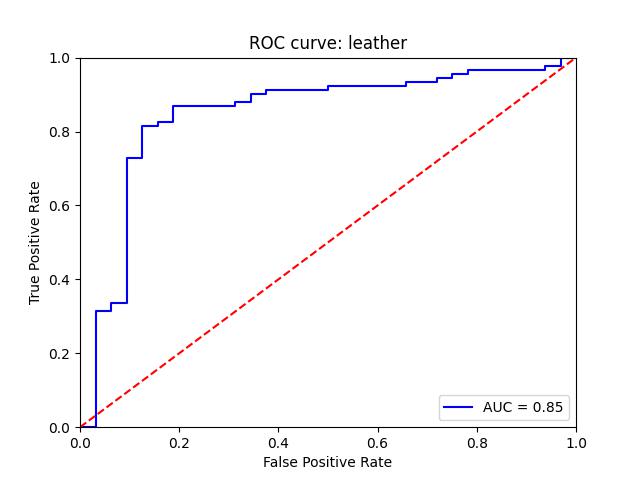 ROC curve: leather
1.0
0.8
0.6
0.4
0.2
0.0
True Positive Rate
AUC = 0.85
0.0 0.2 0.4 0.6 0.8 1.0
False Positive Rate